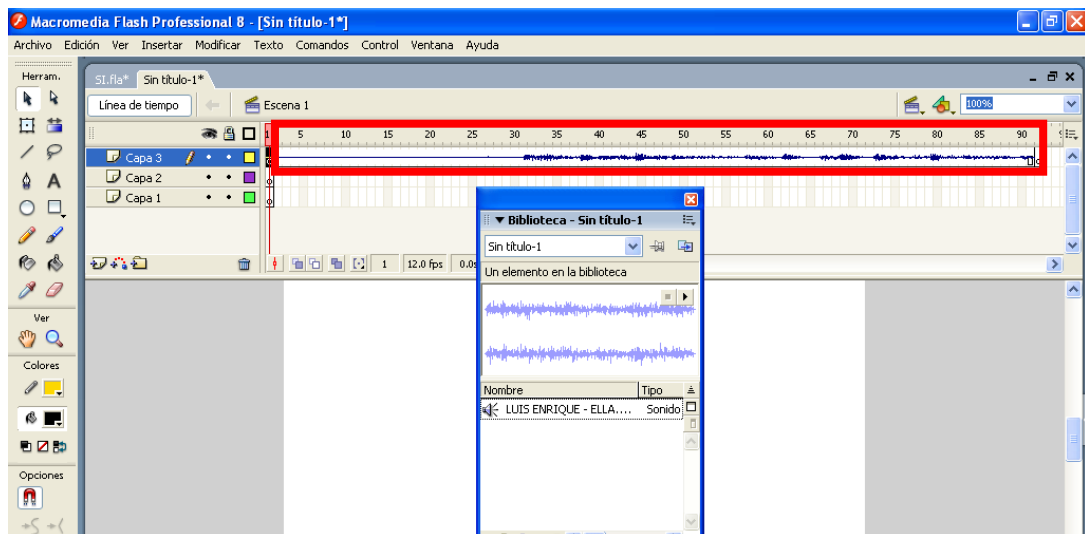 Macromedia Flash Professional 8 - [Sin título-1*]
Archivo Edición Ver Insertar Modificar Texto Comandos Control Ventana Ayuda
Herram.
SI.fla* Sin título-1*
Línea de tiempo Escena 1 100%
1 5 10 15 20 25 30 35 40 45 50 55 60 65 70 75 80 85 90
Capa 3
Capa 2
Capa 1
1 12.0 fps 0.0s
Biblioteca - Sin título-1
Sin título-1
Un elemento en la biblioteca
Nombre Tipo
LUIS ENRIQUE - ELLA.... Sonido
Ver
Colores
Opciones